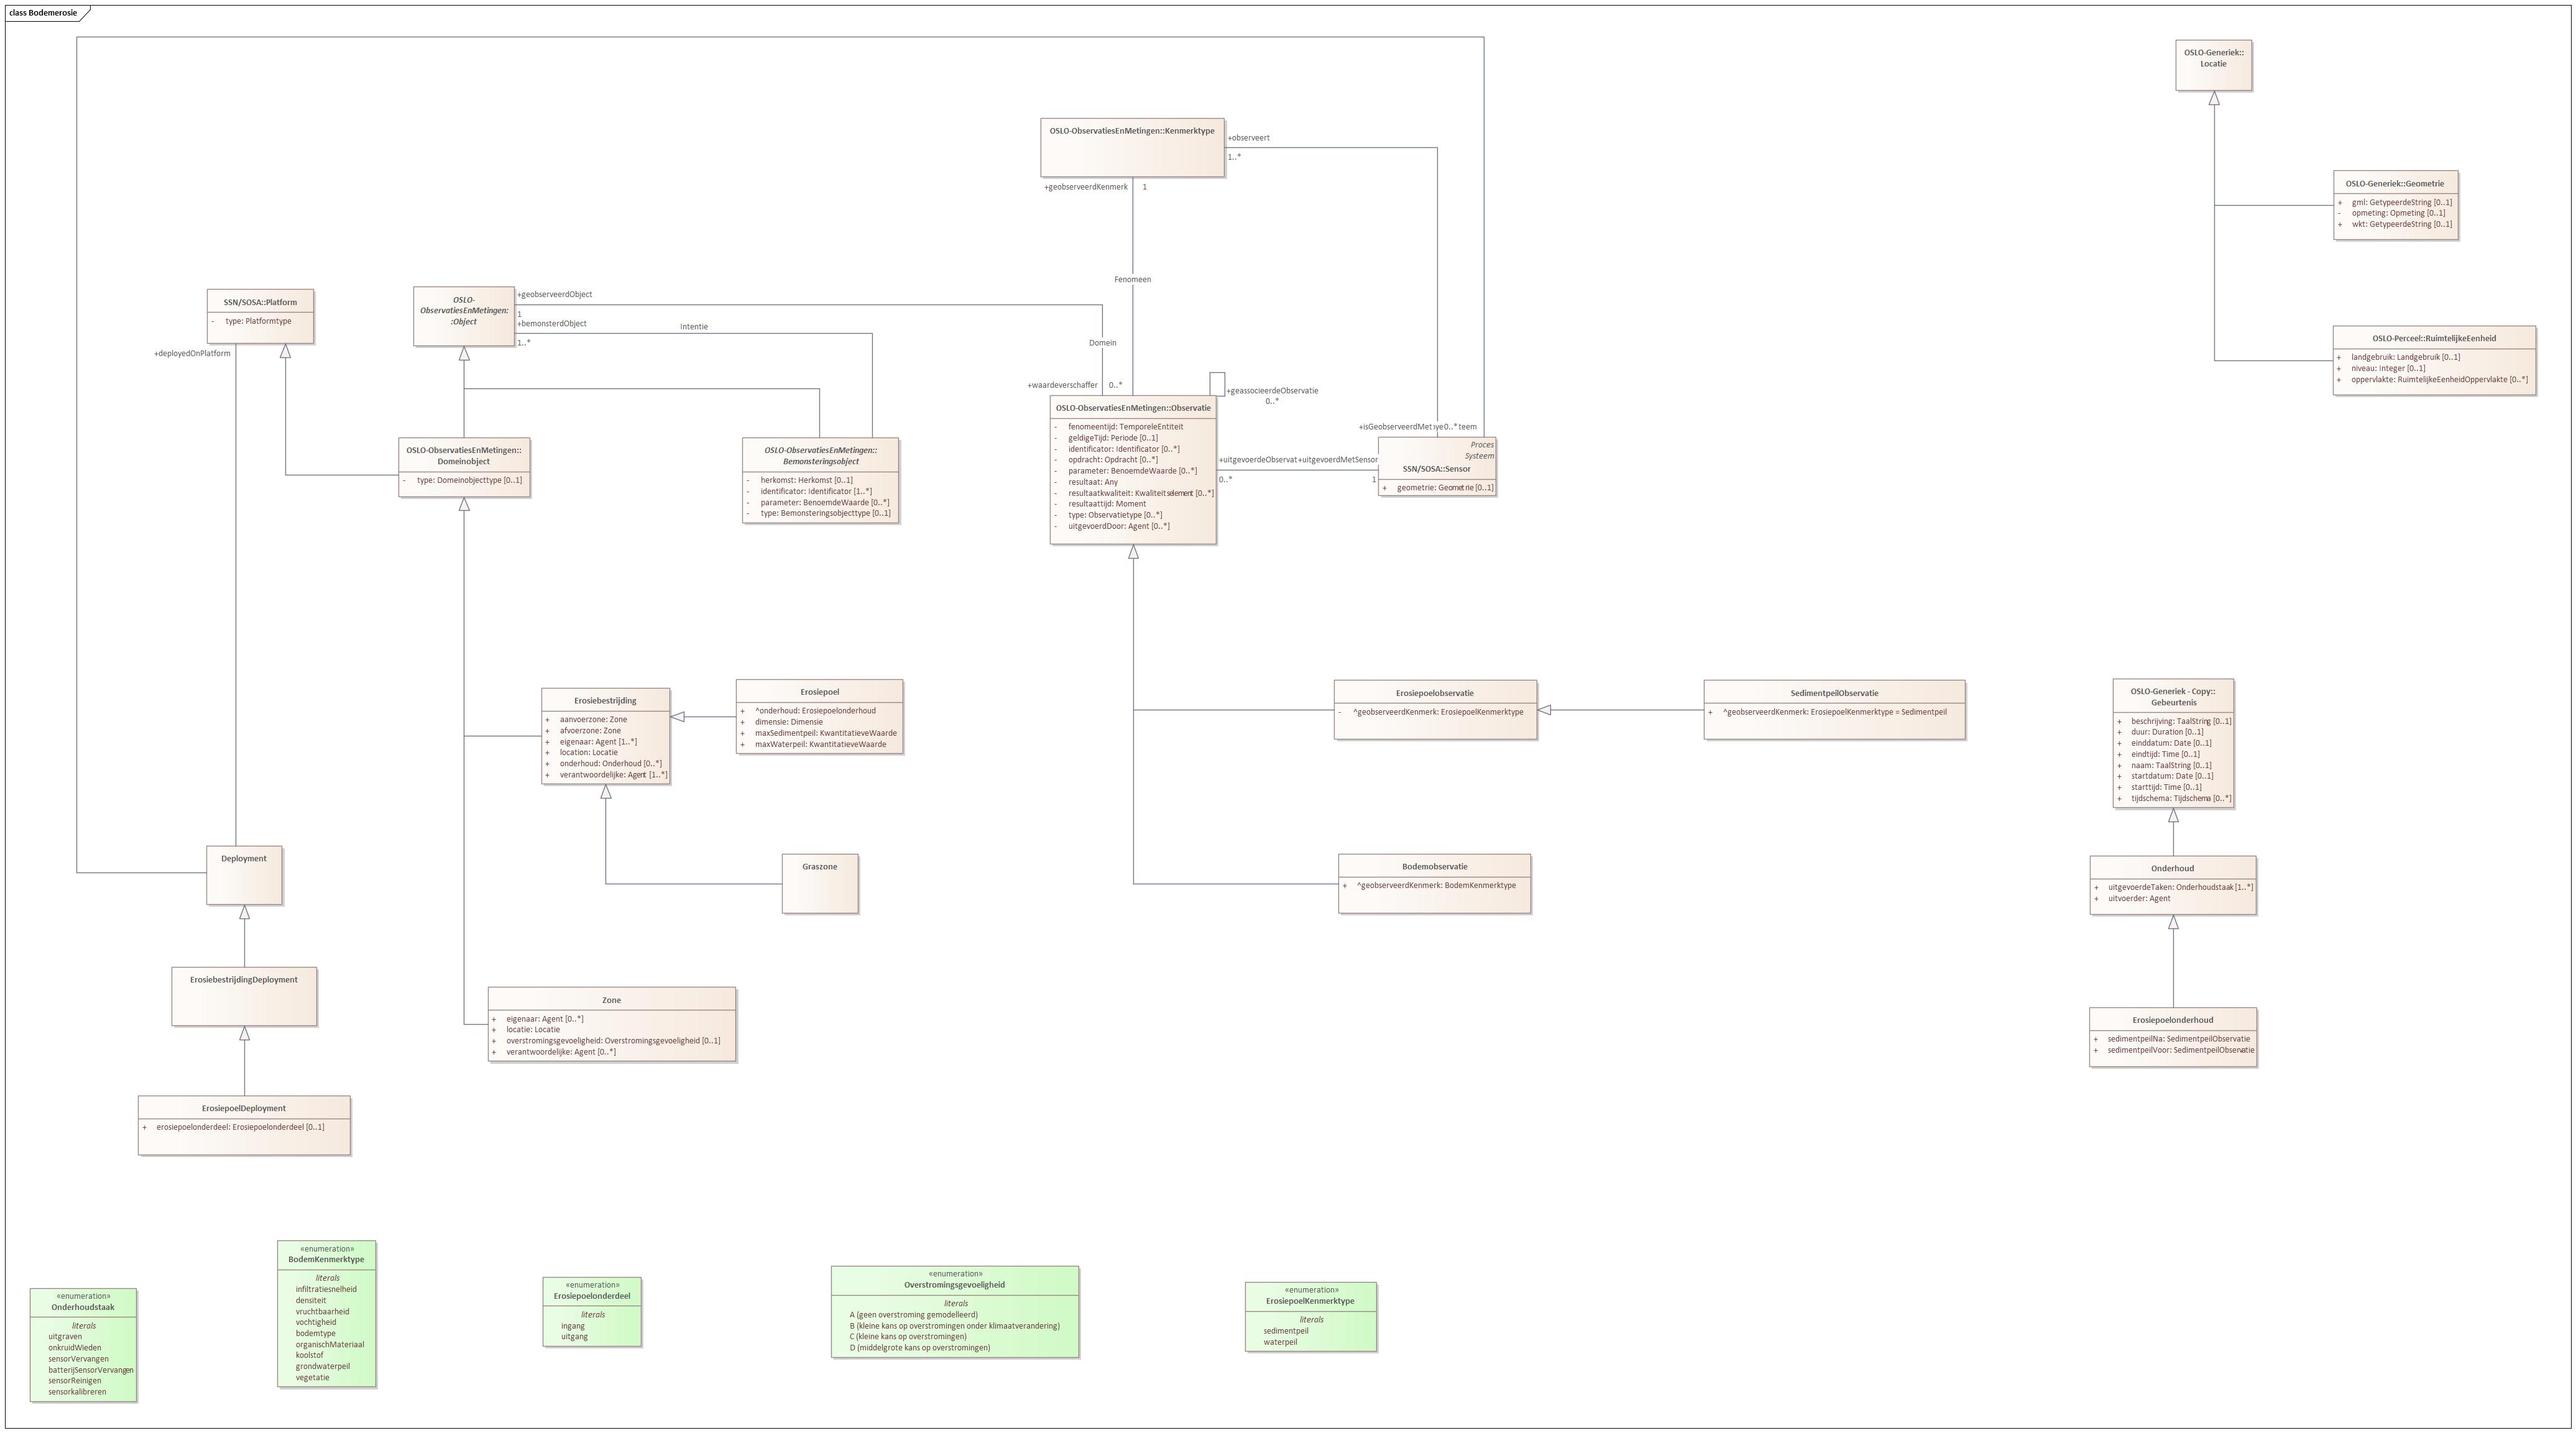 class Bodemerosie
OSLO-Generiek::
Locatie
OSLO-ObservatiesEnMetingen::Kenmerktype
+observeert
1..*
+geobserveerdKenmerk
1
OSLO-Generiek::Geometrie
+ gml: GetypeerdeString [0..1]
- opmeting: Opmeting [0..1]
+ wkt: GetypeerdeString [0..1]
Fenomeen
SSN/SOSA::Platform
- type: Platformtype
+deployedOnPlatform
OSLO-
ObservatiesEnMetingen:
:Object
+geobserveerdObject
1
+bemonsterdObject
1..*
Intentie
Domein
OSLO-Perceel::RuimtelijkeEenheid
+ landgebruik: Landgebruik [0..1]
+ niveau: Integer [0..1]
+ oppervlakte: RuimtelijkeEenheidOppervlakte [0..*]
+waardeverschaffer
0..*
+geassocieerdeObservatie
0..*
OSLO-ObservatiesEnMetingen::
Domeinobject
- type: Domeinobjecttype [0..1]
OSLO-ObservatiesEnMetingen::
Bemonsteringsobject
- herkomst: Herkomst [0..1]
- identificator: Identificator [1..*]
- parameter: BenoemdeWaarde [0..*]
- type: Bemonsteringsobjecttype [0..1]
OSLO-ObservatiesEnMetingen::Observatie
- fenomeentijd: TemporeleEntiteit
- geldigeTijd: Periode [0..1]
- identificator: Identificator [0..*]
- opdracht: Opdracht [0..*]
- parameter: BenoemdeWaarde [0..*]
- resultaat: Any
- resultaatkwaliteit: Kwaliteitselement [0..*]
- resultaattijd: Moment
- type: Observatietype [0..*]
- uitgevoerdDoor: Agent [0..*]
+isGeobserveerdMet
0..*
teem
+uitgevoerdeObservat+uitgevoerdMetSensor
0..*
1
Proces
Systeem
SSN/SOSA::Sensor
+ geometrie: Geometrie [0..1]
Erosiebestrijding
+ aanvoerzone: Zone
+ afvoerzone: Zone
+ eigenaar: Agent [1..*]
+ location: Locatie
+ onderhoud: Onderhoud [0..*]
+ verantwoordelijke: Agent [1..*]
Erosiepoel
+ ^onderhoud: Erosiepoelonderhoud
+ dimensie: Dimensie
+ maxSedimentpeil: KwantitatieveWaarde
+ maxWaterpeil: KwantitatieveWaarde
Erosiepoelobservatie
- ^geobserveerdKenmerk: ErosiepoelKenmerktype
SedimentpeilObservatie
+ ^geobserveerdKenmerk: ErosiepoelKenmerktype = Sedimentpeil
OSLO-Generiek - Copy::
Gebeurtenis
+ beschrijving: TaalString [0..1]
+ duur: Duration [0..1]
+ einddatum: Date [0..1]
+ eindtijd: Time [0..1]
+ naam: TaalString [0..1]
+ startdatum: Date [0..1]
+ starttijd: Time [0..1]
+ tijdschema: Tijdschema [0..*]
Deployment
Graszone
Bodemobservatie
+ ^geobserveerdKenmerk: BodemKenmerktype
Onderhoud
+ uitgevoerdeTaken: Onderhoudstaak [1..*]
+ uitvoerder: Agent
ErosiebestrijdingDeployment
Zone
+ eigenaar: Agent [0..*]
+ locatie: Locatie
+ overstromingsgevoeligheid: Overstromingsgevoeligheid [0..1]
+ verantwoordelijke: Agent [0..*]
Erosiepoelonderhoud
+ sedimentpeilNa: SedimentpeilObservatie
+ sedimentpeilVoor: SedimentpeilObservatie
ErosiepoelDeployment
+ erosiepoelonderdeel: Erosiepoelonderdeel [0..1]
«enumeration»
Onderhoudstaak
literals
uitgraven
onkruidWieden
sensorVervangen
batterijSensorVervangen
sensorReinigen
sensorkalibreren
«enumeration»
BodemKenmerktype
literals
infiltratiesnelheid
densiteit
vruchtbaarheid
vochtigheid
bodemtype
organischMateriaal
koolstof
grondwaterpeil
vegetatie
«enumeration»
Erosiepoelonderdeel
literals
ingang
uitgang
«enumeration»
Overstromingsgevoeligheid
literals
A (geen overstroming gemodelleerd)
B (kleine kans op overstromingen onder klimaatverandering)
C (kleine kans op overstromingen)
D (middelgrote kans op overstromingen)
«enumeration»
ErosiepoelKenmerktype
literals
sedimentpeil
waterpeil